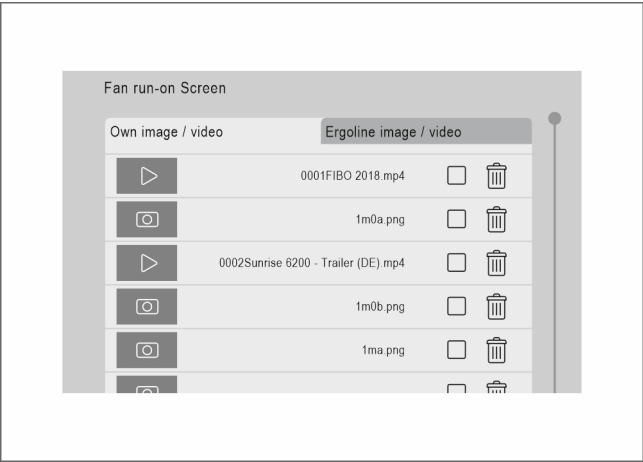 Fan run-on Screen
Own image / video
Ergoline image / video
0001FIBO 2018.mp4
1m0a.png
0002Sunrise 6200 - Trailer (DE).mp4
1m0b.png
1ma.png